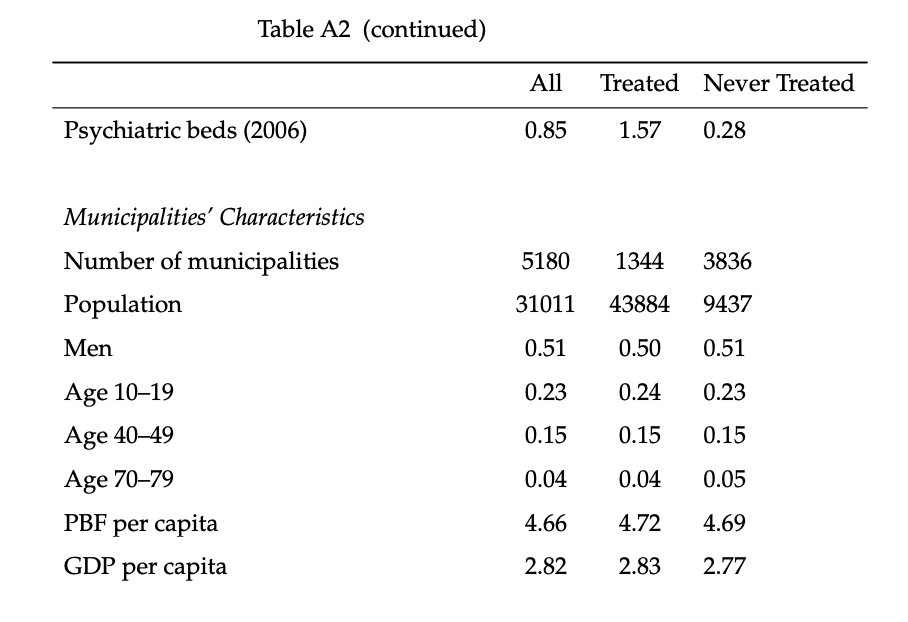 Table A2 (continued)
All Treated Never Treated
Psychiatric beds (2006) 0.85 1.57 0.28
Municipalities' Characteristics
Number of municipalities 5180 1344 3836
Population 31011 43884 9437
Men 0.51 0.50 0.51
Age 10–19 0.23 0.24 0.23
Age 40–49 0.15 0.15 0.15
Age 70–79 0.04 0.04 0.05
PBF per capita 4.66 4.72 4.69
GDP per capita 2.82 2.83 2.77